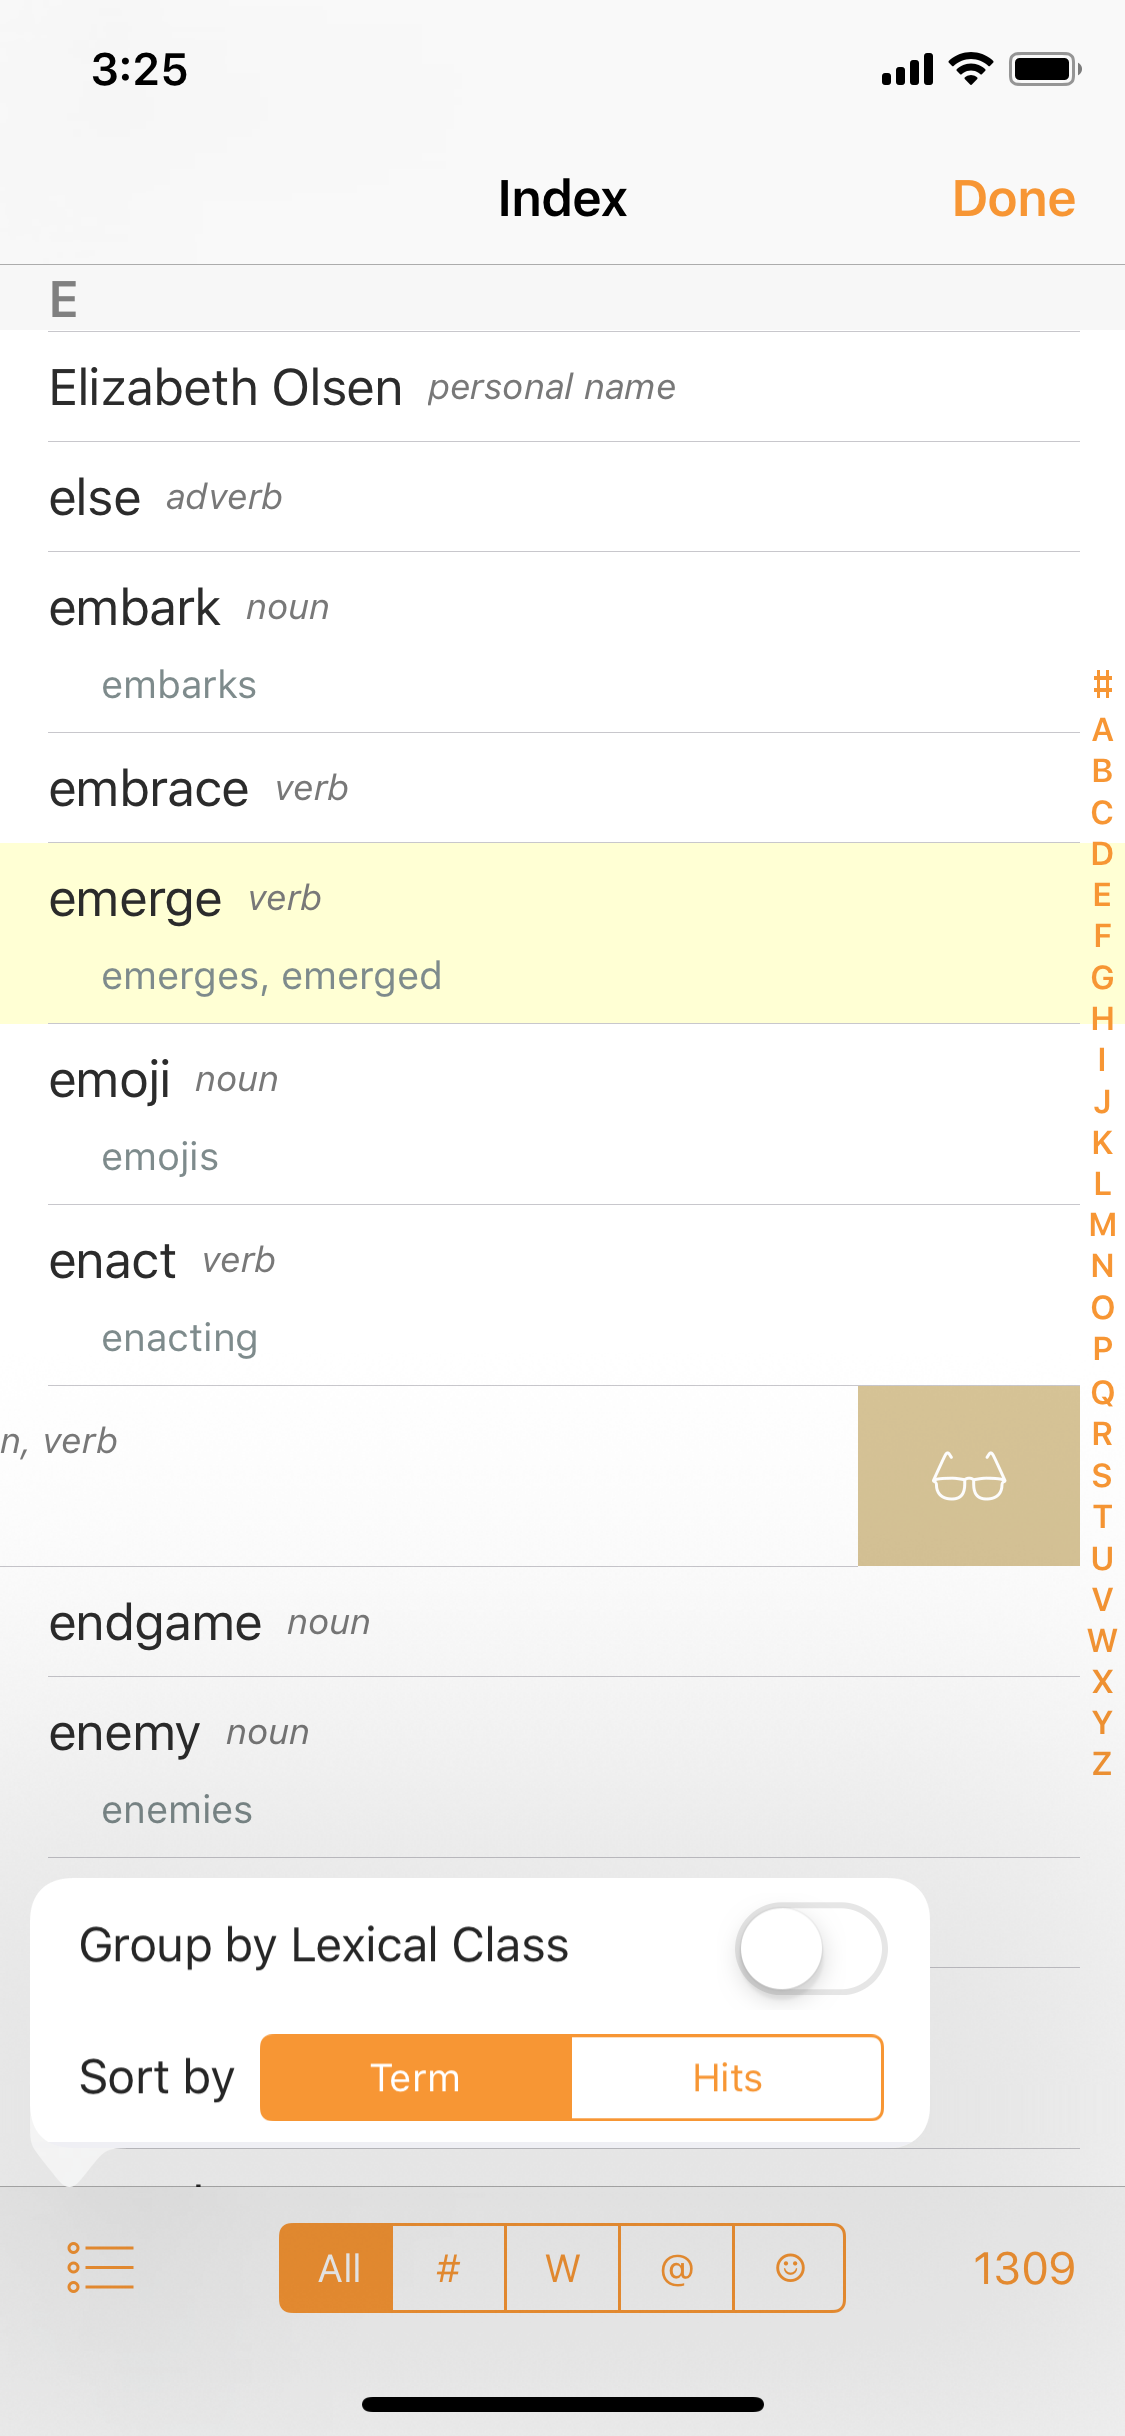 3:25
Index
Done
E
Elizabeth Olsen personal name
else adverb
embark noun
embarks
embrace verb
emerge verb
emerges, emerged
emoji noun
emojis
enact verb
enacting
n, verb
endgame noun
enemy noun
enemies
#
A
B
C
D
E
F
G
H
I
J
K
L
M
N
O
P
Q
R
S
T
U
V
W
X
Y
Z
Group by Lexical Class
Sort by Term Hits
All # W @ 1309